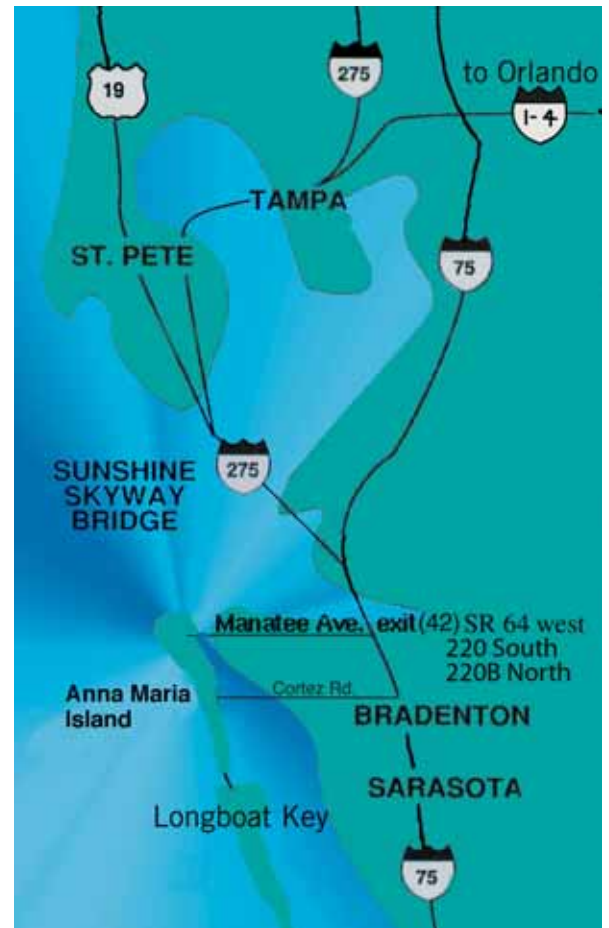 19
275
to Orlando
I-4
TAMPA
ST. PETE
75
275
SUNSHINE
SKYWAY
BRIDGE
Manatee Ave. exit (42) SR 64 west
220 South
220B North
Anna Maria
Island
Cortez Rd.
BRADENTON
SARASOTA
Longboat Key
75